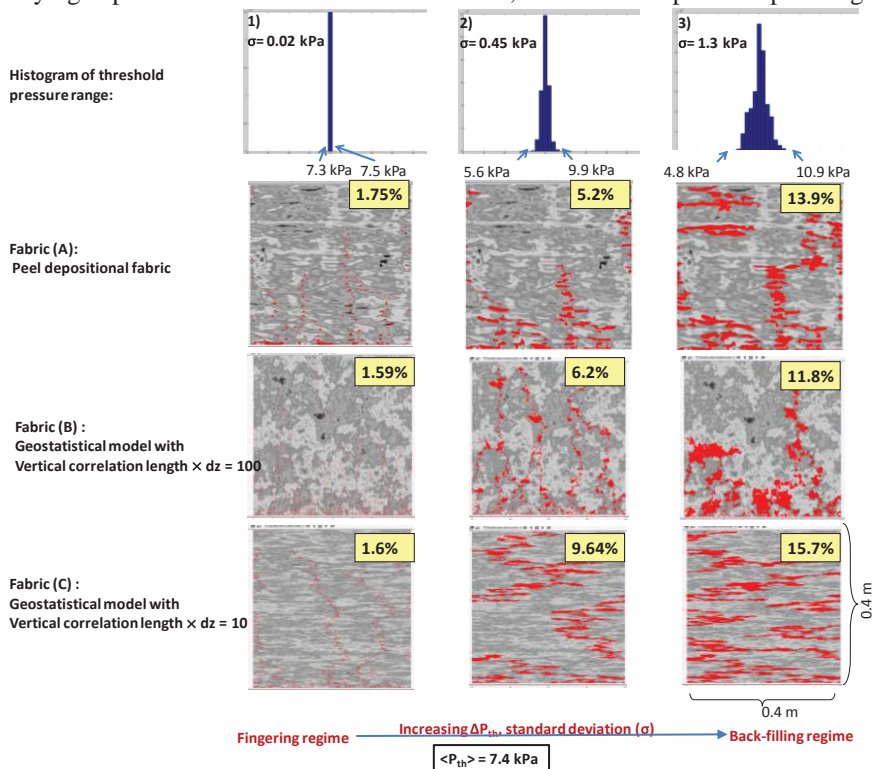 1)
σ= 0.02 kPa
2)
σ= 0.45 kPa
3)
σ= 1.3 kPa
Histogram of threshold
pressure range:
7.3 kPa
7.5 kPa
5.6 kPa
9.9 kPa
4.8 kPa
10.9 kPa
Fabric (A):
Peel depositional fabric
1.75%
5.2%
13.9%
Fabric (B) :
Geostatistical model with
Vertical correlation length × dz = 100
1.59%
6.2%
11.8%
Fabric (C) :
Geostatistical model with
Vertical correlation length × dz = 10
1.6%
9.64%
15.7%
0.4 m
0.4 m
Fingering regime
Increasing ΔPth, standard deviation (σ)
Back-filling regime
<Pth> = 7.4 kPa